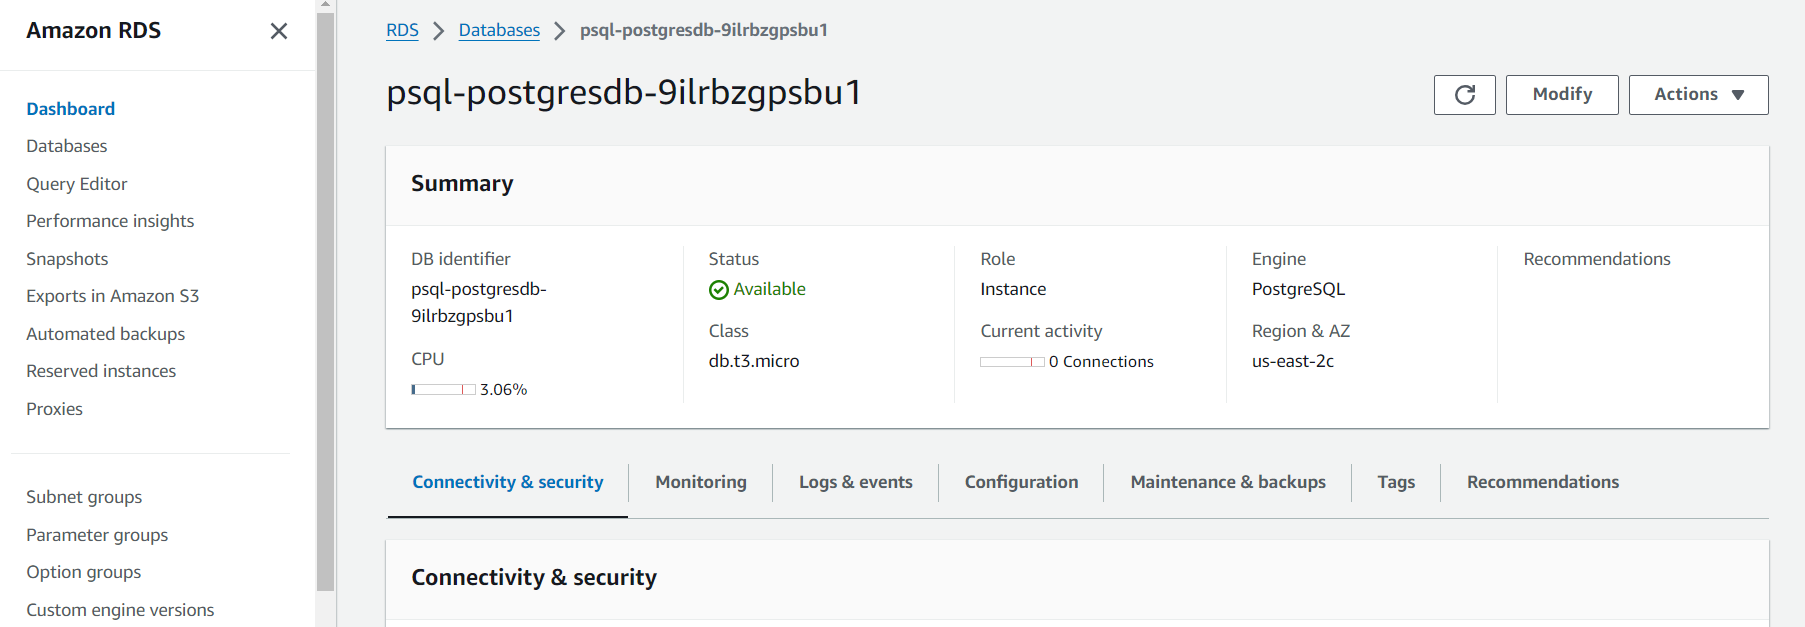 Amazon RDS
Dashboard
Databases
Query Editor
Performance insights
Snapshots
Exports in Amazon S3
Automated backups
Reserved instances
Proxies
Subnet groups
Parameter groups
Option groups
Custom engine versions
RDS Databases psql-postgresdb-9ilrbzgpsbu1
psql-postgresdb-9ilrbzgpsbu1
Modify
Actions
Summary
DB identifier
psql-postgresdb-
9ilrbzgpsbu1
CPU
3.06%
Status
Available
Class
db.t3.micro
Role
Instance
Current activity
0 Connections
Engine
PostgreSQL
Region & AZ
us-east-2c
Recommendations
Connectivity & security
Monitoring
Logs & events
Configuration
Maintenance & backups
Tags
Recommendations
Connectivity & security